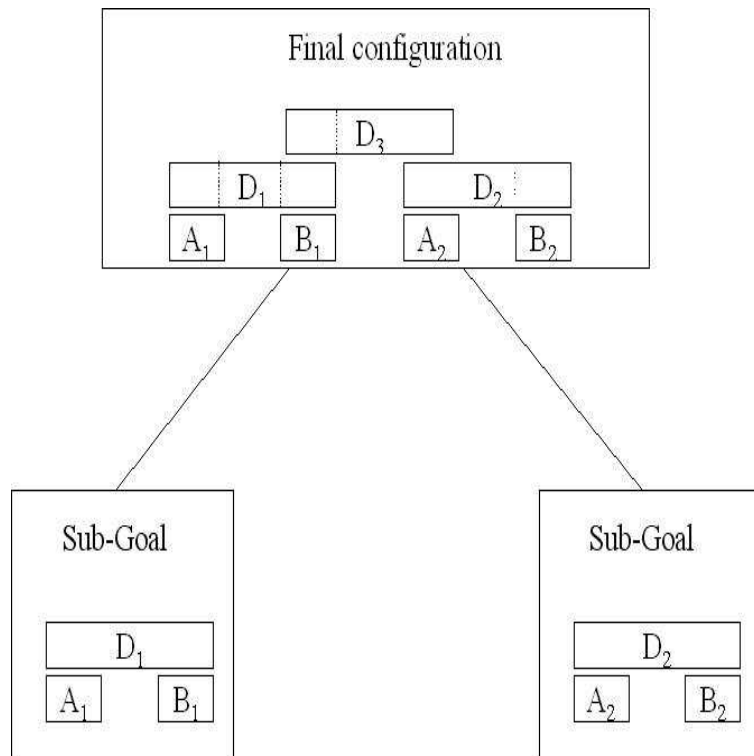 Final configuration
D₃
D₁ D₂
A₁ B₁ A₂ B₂
Sub-Goal Sub-Goal
D₁ D₂
A₁ B₁ A₂ B₂